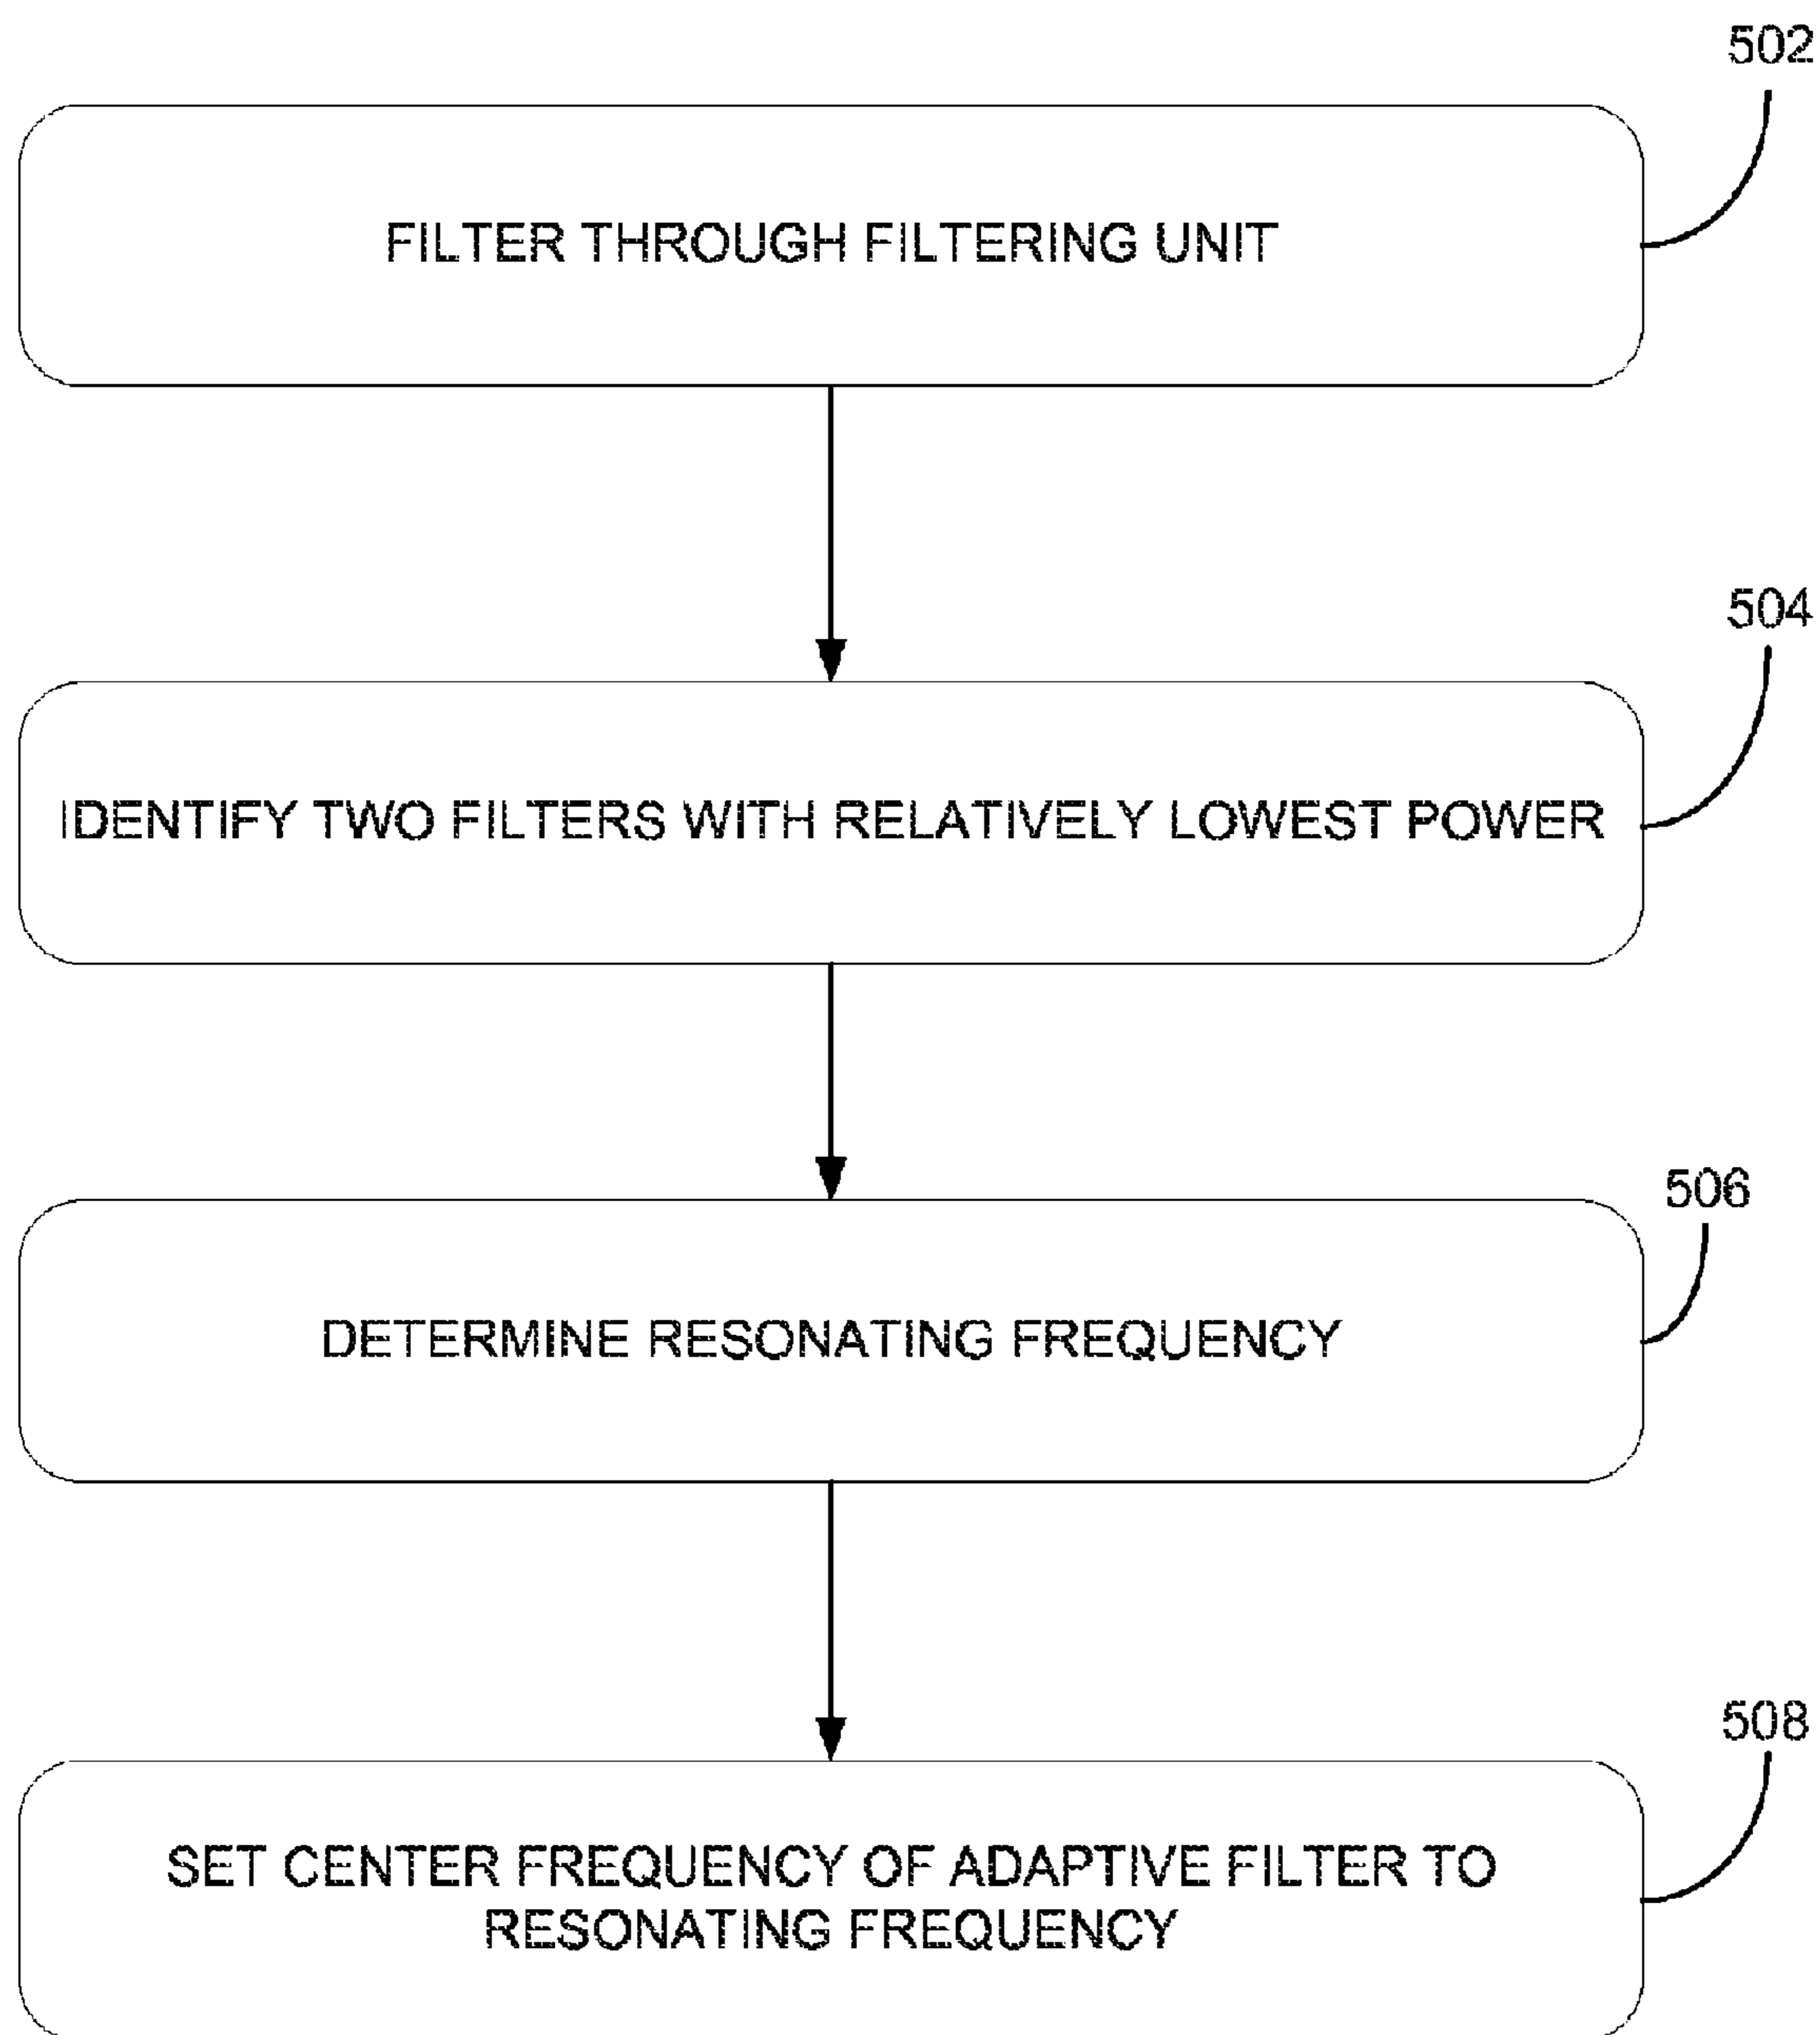 502
FILTER THROUGH FILTERING UNIT
504
IDENTIFY TWO FILTERS WITH RELATIVELY LOWEST POWER
506
DETERMINE RESONATING FREQUENCY
508
SET CENTER FREQUENCY OF ADAPTIVE FILTER TO
RESONATING FREQUENCY